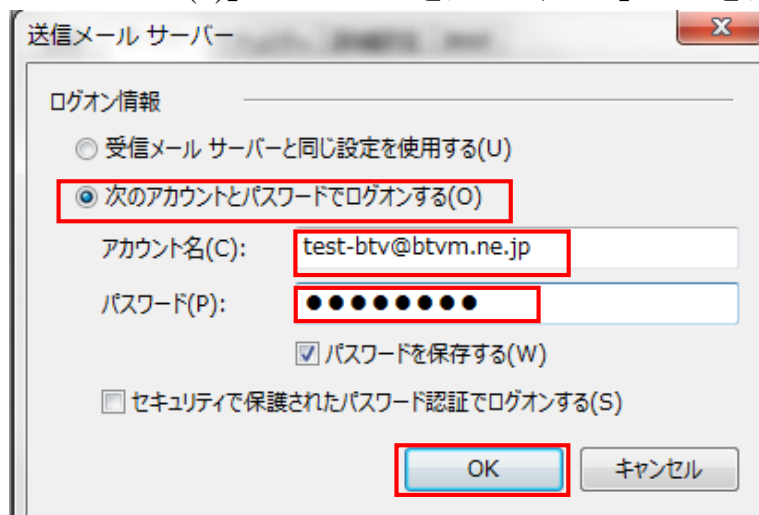 送信メール サーバー
ログオン情報
受信メール サーバーと同じ設定を使用する(U)
次のアカウントとパスワードでログオンする(O)
アカウント名(C): test-btv@btvm.ne.jp
パスワード(P): ●●●●●●●●
パスワードを保存する(W)
セキュリティで保護されたパスワード認証でログオンする(S)
OK キャンセル